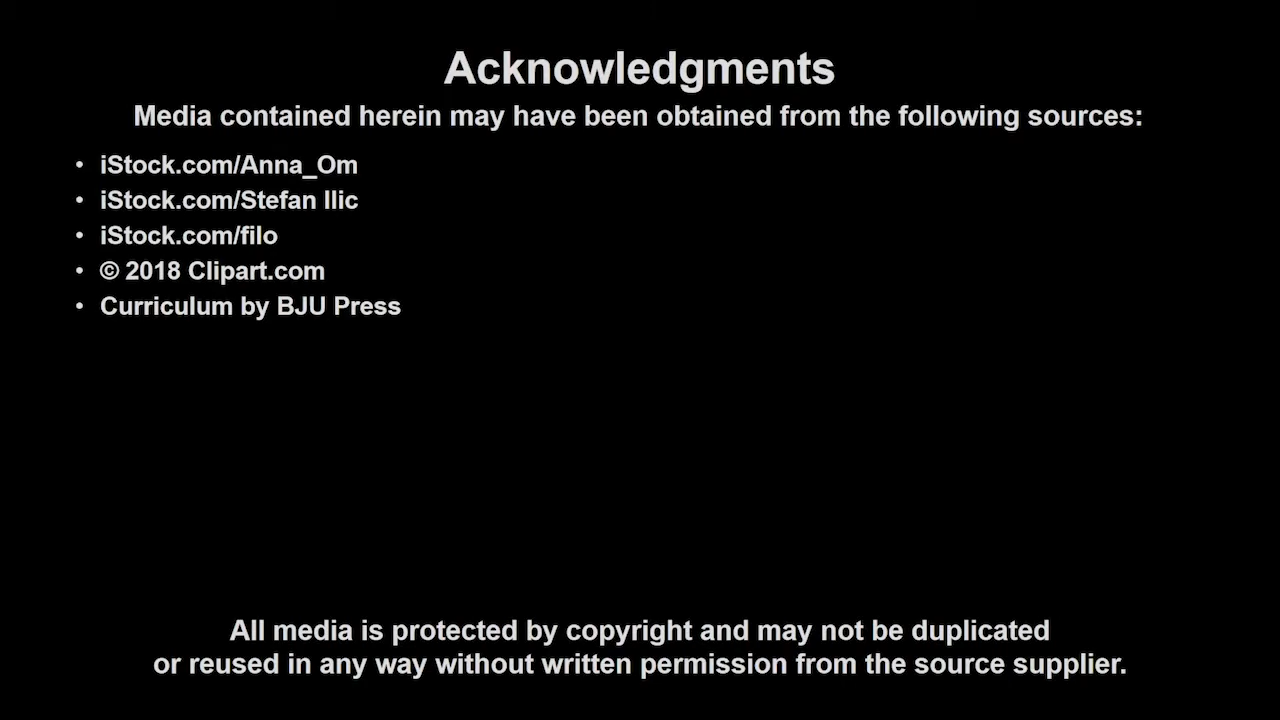 Acknowledgments
Media contained herein may have been obtained from the following sources:
• iStock.com/Anna_Om
• iStock.com/Stefan Ilic
• iStock.com/filo
• © 2018 Clipart.com
• Curriculum by BJU Press
All media is protected by copyright and may not be duplicated
or reused in any way without written permission from the source supplier.